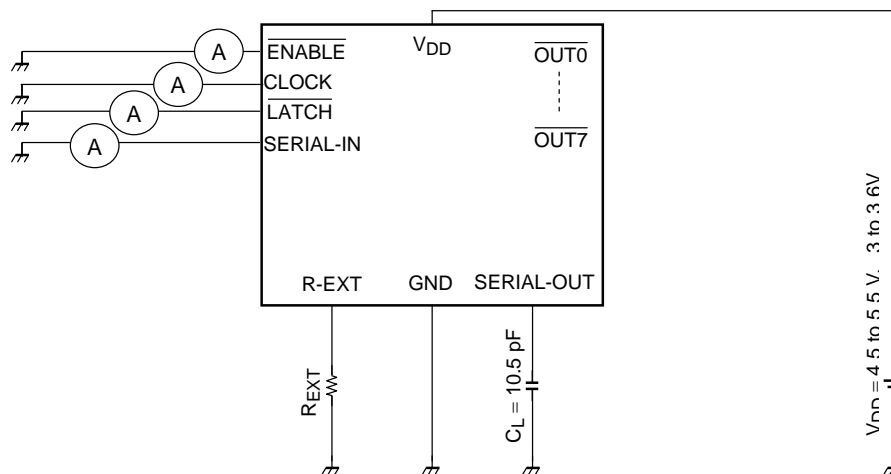 A
ENABLE
VDD
OUT0
A
CLOCK
A
LATCH
A
SERIAL-IN
OUT7
R-EXT
GND
SERIAL-OUT
REXT
CL = 10.5 pF
VDD = 4.5 to 5.5 V, 3 to 3.6V